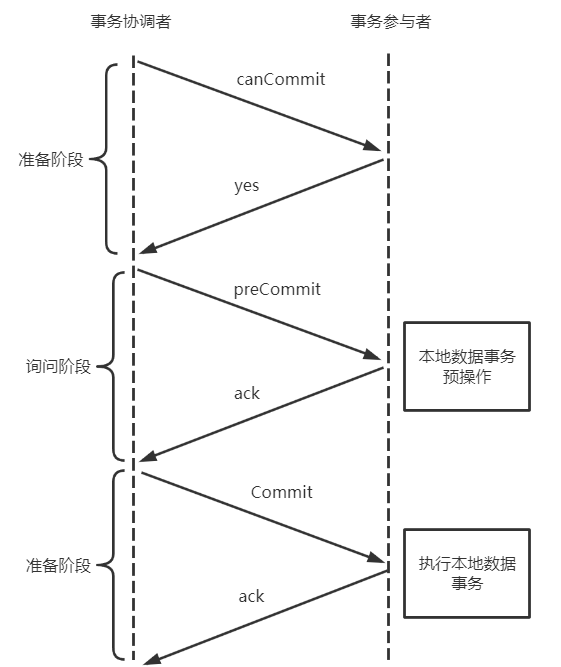 事务协调者 事务参与者
canCommit
准备阶段
yes
preCommit
询问阶段
本地数据事务
预操作
ack
Commit
准备阶段
执行本地数据
事务
ack